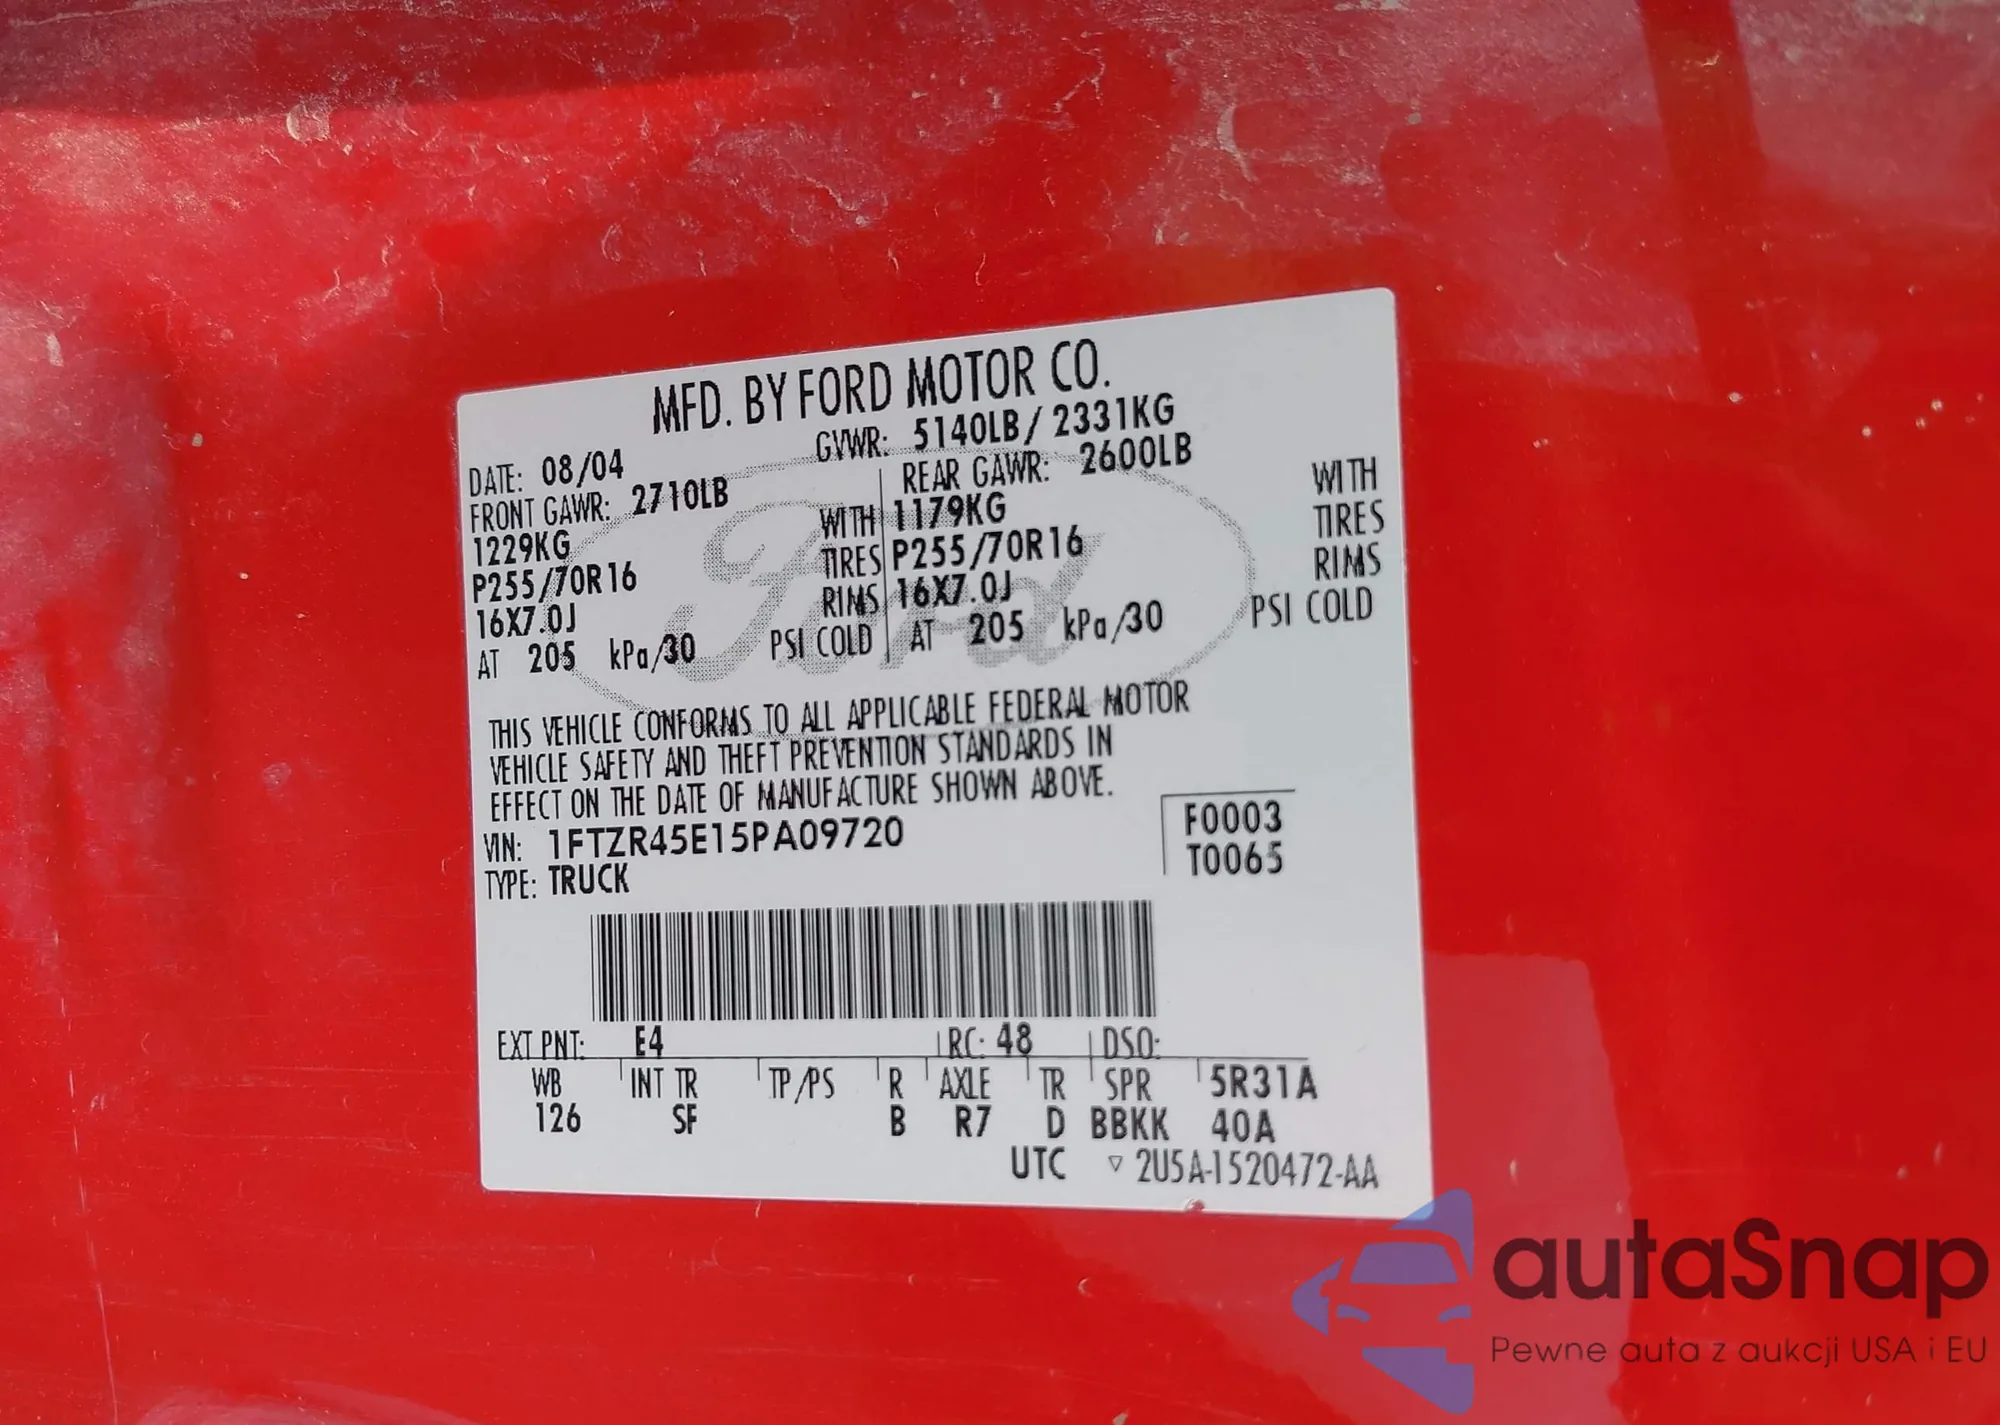 MFD. BY FORD MOTOR CO.
DATE: 08/04 GVWR: 5140LB / 2331KG
FRONT GAWR: 2710LB REAR GAWR: 2600LB
1229KG WITH 1179KG WITH
P255/70R16 TIRES P255/70R16 TIRES
16X7.0J RIMS 16X7.0J RIMS
AT 205 kPa/30 PSI COLD AT 205 kPa/30 PSI COLD
Ford
THIS VEHICLE CONFORMS TO ALL APPLICABLE FEDERAL MOTOR
VEHICLE SAFETY AND THEFT PREVENTION STANDARDS IN
EFFECT ON THE DATE OF MANUFACTURE SHOWN ABOVE.
VIN: 1FTZR45E15PA09720 F0003
TYPE: TRUCK T0065
EXT PNT: E4 RC: 48 DSO:
WB INT TR TP/PS R AXLE TR SPR 5R31A
126 SF B R7 D BBKK 40A
UTC ▽ 2U5A-1520472-AA
autaSnap
Pewne auta z aukcji USA i EU